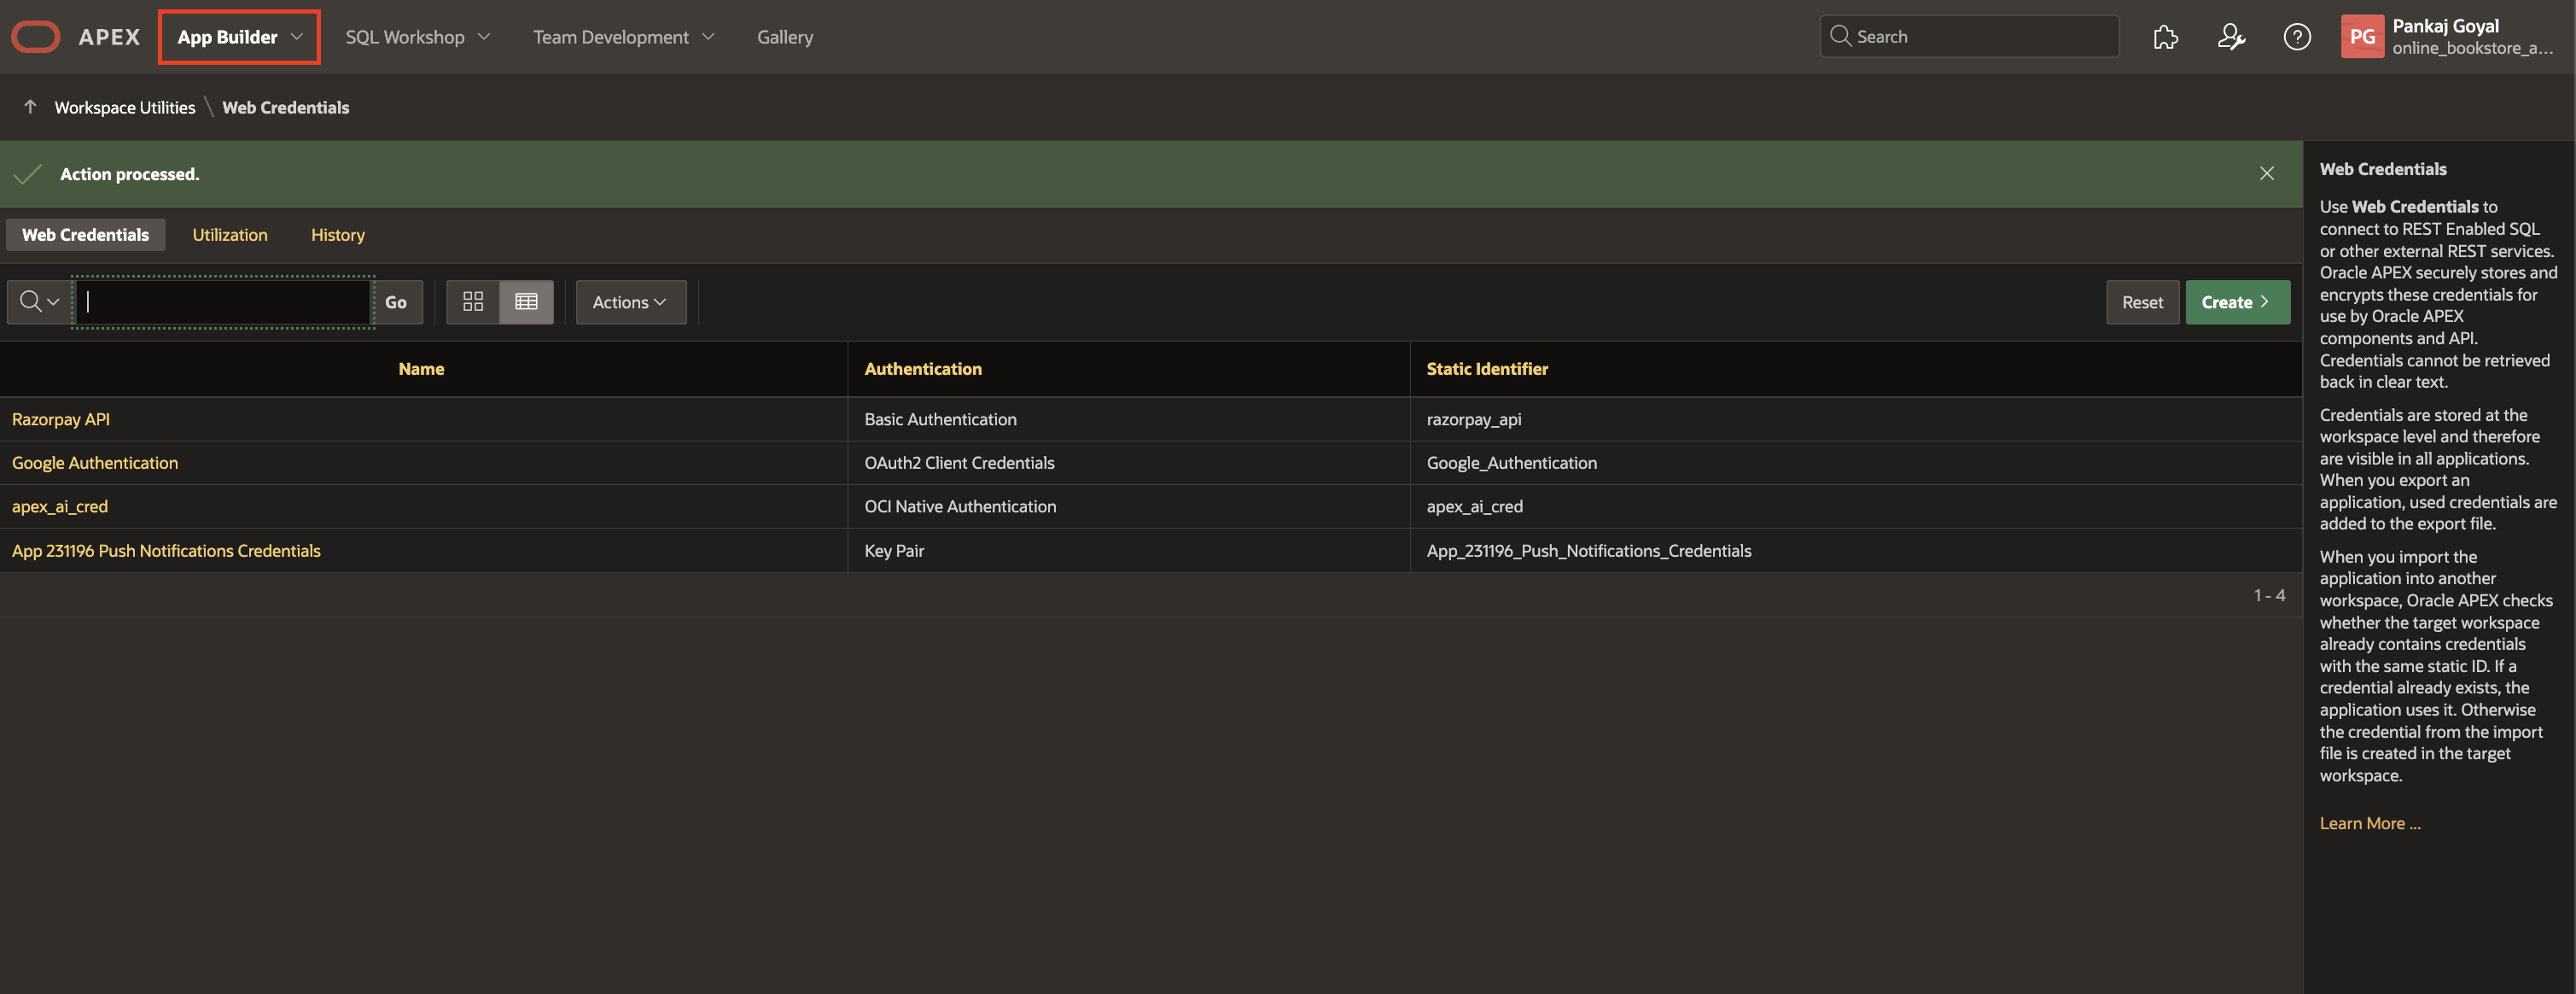 APEX App Builder SQL Workshop Team Development Gallery Search Pankaj Goyal
PG online_bookstore_a...
Workspace Utilities \ Web Credentials
Action processed.
Web Credentials Utilization History
Go Actions Reset Create
Name Authentication Static Identifier
Razorpay API Basic Authentication razorpay_api
Google Authentication OAuth2 Client Credentials Google_Authentication
apex_ai_cred OCI Native Authentication apex_ai_cred
App 231196 Push Notifications Credentials Key Pair App_231196_Push_Notifications_Credentials
1 - 4
Web Credentials
Use Web Credentials to
connect to REST Enabled SQL
or other external REST services.
Oracle APEX securely stores and
encrypts these credentials for
use by Oracle APEX
components and API.
Credentials cannot be retrieved
back in clear text.
Credentials are stored at the
workspace level and therefore
are visible in all applications.
When you export an
application, used credentials are
added to the export file.
When you import the
application into another
workspace, Oracle APEX checks
whether the target workspace
already contains credentials
with the same static ID. If a
credential already exists, the
application uses it. Otherwise
the credential from the import
file is created in the target
workspace.
Learn More ...